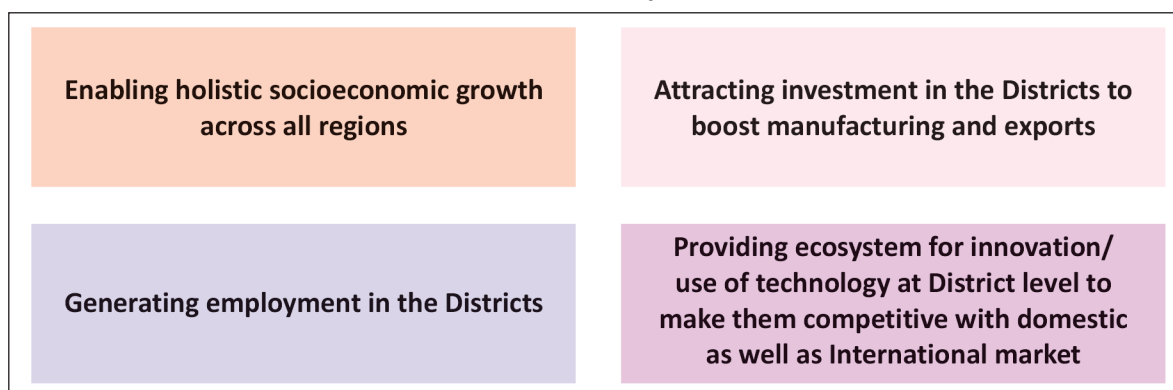 Enabling holistic socioeconomic growth
across all regions
Attracting investment in the Districts to
boost manufacturing and exports
Generating employment in the Districts
Providing ecosystem for innovation/
use of technology at District level to
make them competitive with domestic
as well as International market